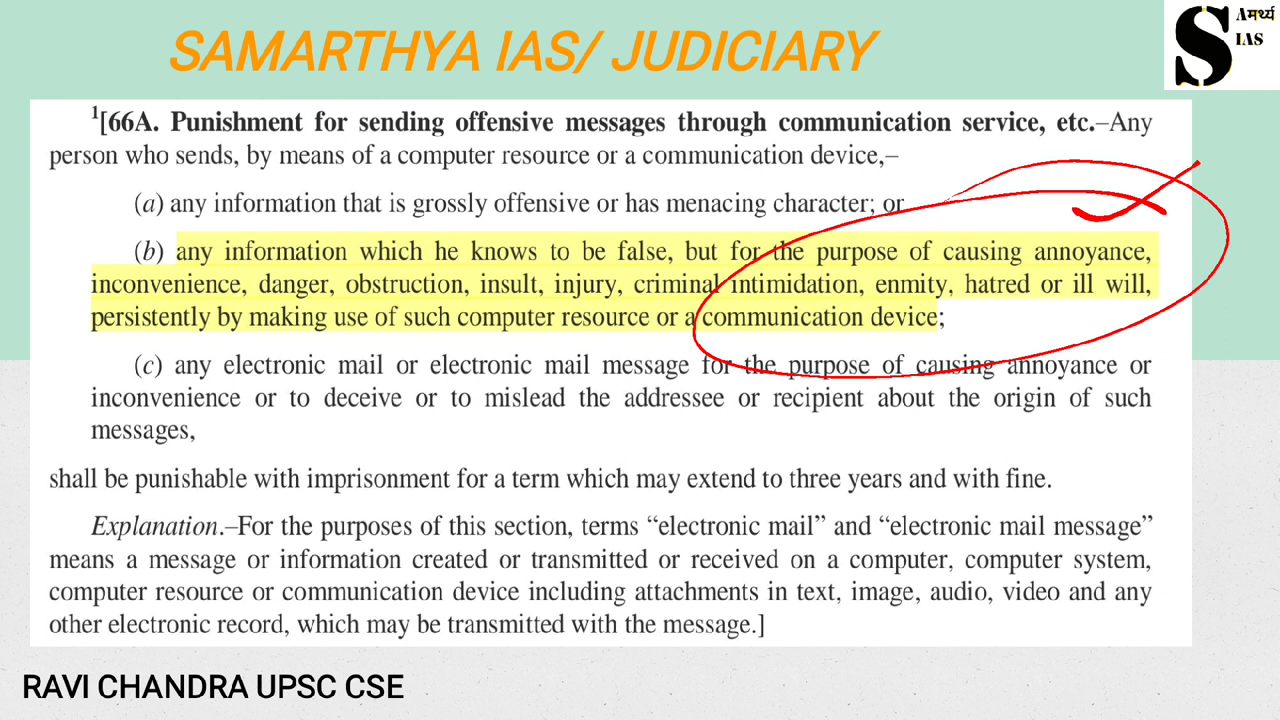 SAMARTHYA IAS/ JUDICIARY
Aमर्थ्य
IAS
S
¹[66A. Punishment for sending offensive messages through communication service, etc.–Any
person who sends, by means of a computer resource or a communication device,–
(a) any information that is grossly offensive or has menacing character; or
(b) any information which he knows to be false, but for the purpose of causing annoyance,
inconvenience, danger, obstruction, insult, injury, criminal intimidation, enmity, hatred or ill will,
persistently by making use of such computer resource or a communication device;
(c) any electronic mail or electronic mail message for the purpose of causing annoyance or
inconvenience or to deceive or to mislead the addressee or recipient about the origin of such
messages,
shall be punishable with imprisonment for a term which may extend to three years and with fine.
Explanation.–For the purposes of this section, terms “electronic mail” and “electronic mail message”
means a message or information created or transmitted or received on a computer, computer system,
computer resource or communication device including attachments in text, image, audio, video and any
other electronic record, which may be transmitted with the message.]
RAVI CHANDRA UPSC CSE